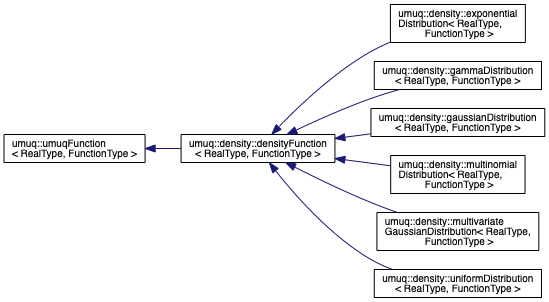 umuq::umuqFunction
< RealType, FunctionType >
umuq::density::densityFunction
< RealType, FunctionType >
umuq::density::exponential
Distribution< RealType,
FunctionType >
umuq::density::gammaDistribution
< RealType, FunctionType >
umuq::density::gaussianDistribution
< RealType, FunctionType >
umuq::density::multinomial
Distribution< RealType,
FunctionType >
umuq::density::multivariate
GaussianDistribution< RealType,
FunctionType >
umuq::density::uniformDistribution
< RealType, FunctionType >